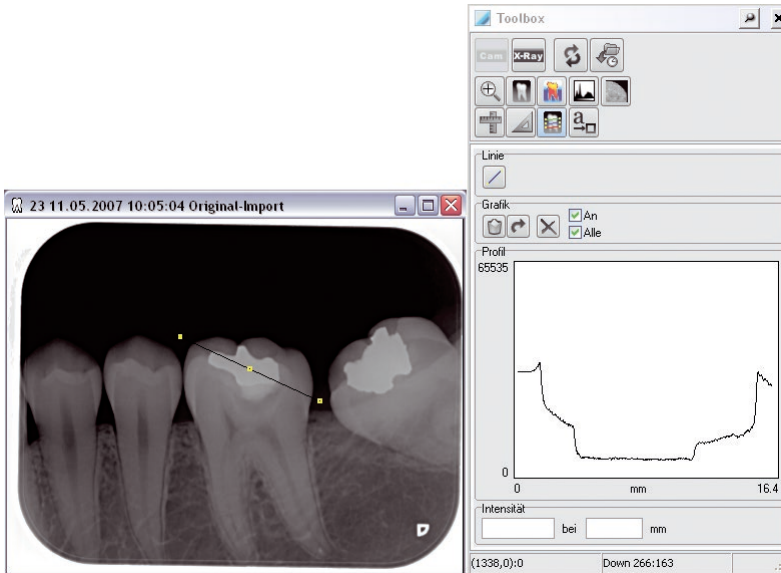 Toolbox
Cam
X-Ray
a
Linie
23 11.05.2007 10:05:04 Original-Import
Grafik
An
Alle
Profil
65535
0
0 mm 16.4
Intensität
bei mm
D
(1338,0):0 Down 266:163